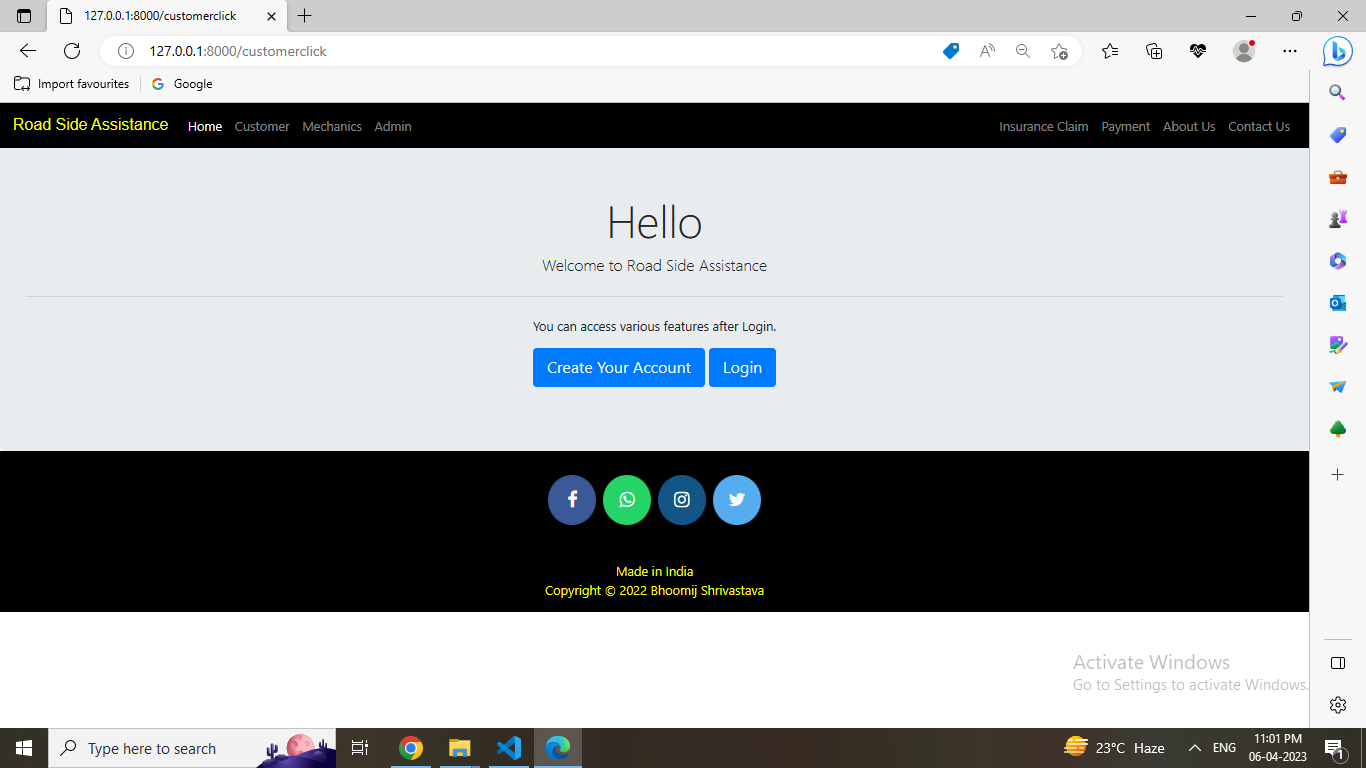 127.0.0.1:8000/customerclick
127.0.0.1:8000/customerclick
Import favourites
Google
Road Side Assistance Home Customer Mechanics Admin Insurance Claim Payment About Us Contact Us
Hello
Welcome to Road Side Assistance
You can access various features after Login.
Create Your Account Login
Made in India
Copyright © 2022 Bhoomij Shrivastava
Activate Windows
Go to Settings to activate Windows.
Type here to search
23°C Haze
ENG
11:01 PM
06-04-2023
1